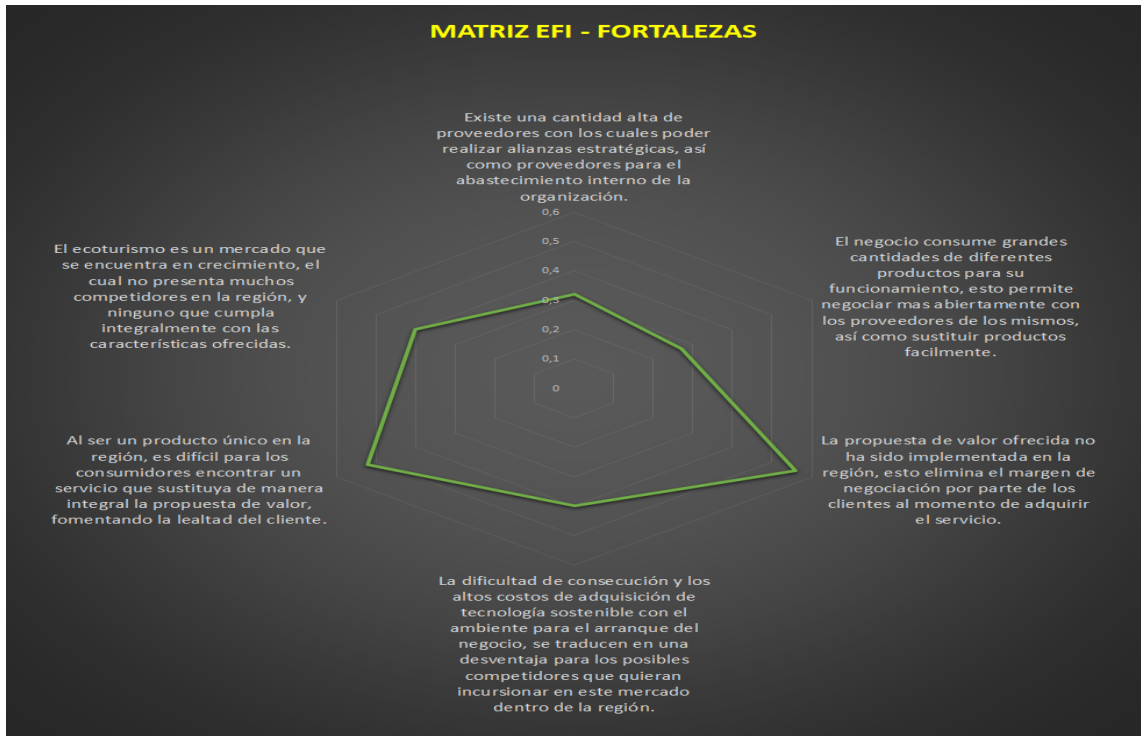 MATRIZ EFI - FORTALEZAS
Existe una cantidad alta de
proveedores con los cuales poder
realizar alianzas estratégicas, así
como proveedores para el
abastecimiento interno de la
organización.
El negocio consume grandes
cantidades de diferentes
productos para su
funcionamiento, esto permite
negociar mas abiertamente con
los proveedores de los mismos,
así como sustituir productos
facilmente.
La propuesta de valor ofrecida no
ha sido implementada en la
región, esto elimina el margen de
negociación por parte de los
clientes al momento de adquirir
el servicio.
La dificultad de consecución y los
altos costos de adquisición de
tecnología sostenible con el
ambiente para el arranque del
negocio, se traducen en una
desventaja para los posibles
competidores que quieran
incursionar en este mercado
dentro de la región.
Al ser un producto único en la
región, es difícil para los
consumidores encontrar un
servicio que sustituya de manera
integral la propuesta de valor,
fomentando la lealtad del cliente.
El ecoturismo es un mercado que
se encuentra en crecimiento, el
cual no presenta muchos
competidores en la región, y
ninguno que cumpla
integralmente con las
características ofrecidas.
0,6
0,5
0,4
0,3
0,2
0,1
0